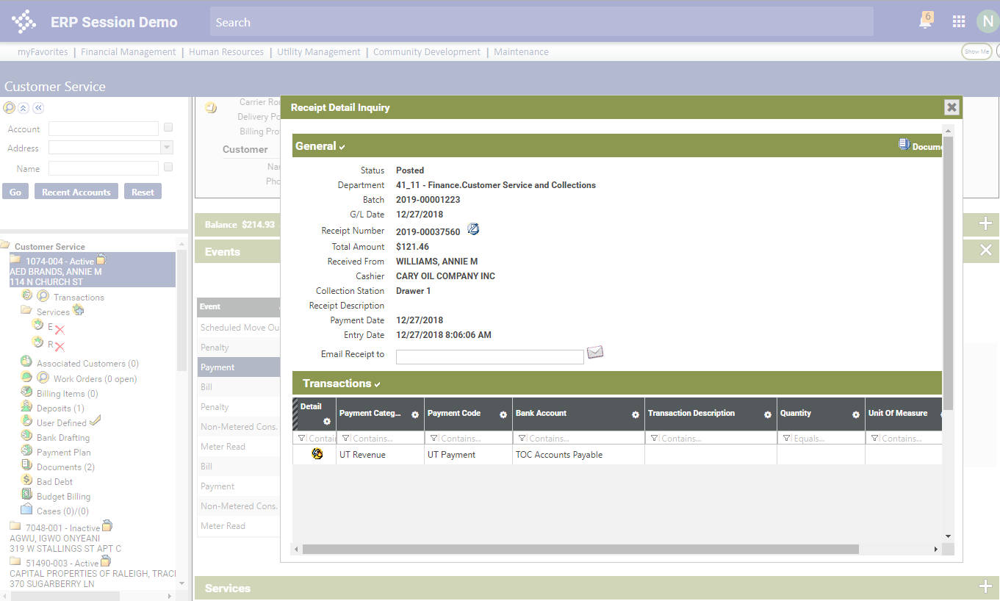 ERP Session Demo
Search
6
N
myFavorites | Financial Management | Human Resources | Utility Management | Community Development | Maintenance
Show Me
Customer Service
Account
Address
Name
Go
Recent Accounts
Reset
Customer Service
1074-004 - Active
AED BRANDS, ANNIE M
114 N CHURCH ST
Transactions
Services
E
R
Associated Customers (0)
Work Orders (0 open)
Billing Items (0)
Deposits (1)
User Defined
Bank Drafting
Payment Plan
Documents (2)
Bad Debt
Budget Billing
Cases (0)/(0)
7048-001 - Inactive
AGWU, IGWO ONYEANI
319 W STALLINGS ST APT C
51490-003 - Active
CAPITAL PROPERTIES OF RALEIGH, TRACI
370 SUGARBERRY LN
Carrier Ro
Delivery Po
Billing Pro
Customer
Na
Pho
Balance $214.93
Events
Event
Scheduled Move Ou
Penalty
Payment
Bill
Penalty
Non-Metered Cons.
Meter Read
Bill
Payment
Non-Metered Cons.
Meter Read
Services
Receipt Detail Inquiry
General
Docume
Status Posted
Department 41_11 - Finance.Customer Service and Collections
Batch 2019-00001223
G/L Date 12/27/2018
Receipt Number 2019-00037560
Total Amount $121.46
Received From WILLIAMS, ANNIE M
Cashier CARY OIL COMPANY INC
Collection Station Drawer 1
Receipt Description
Payment Date 12/27/2018
Entry Date 12/27/2018 8:06:06 AM
Email Receipt to
Transactions
Detail Payment Categ... Payment Code Bank Account Transaction Description Quantity Unit Of Measure
Contain Contains... Contains... Contains... Contains... Equals... Contains...
UT Revenue UT Payment TOC Accounts Payable